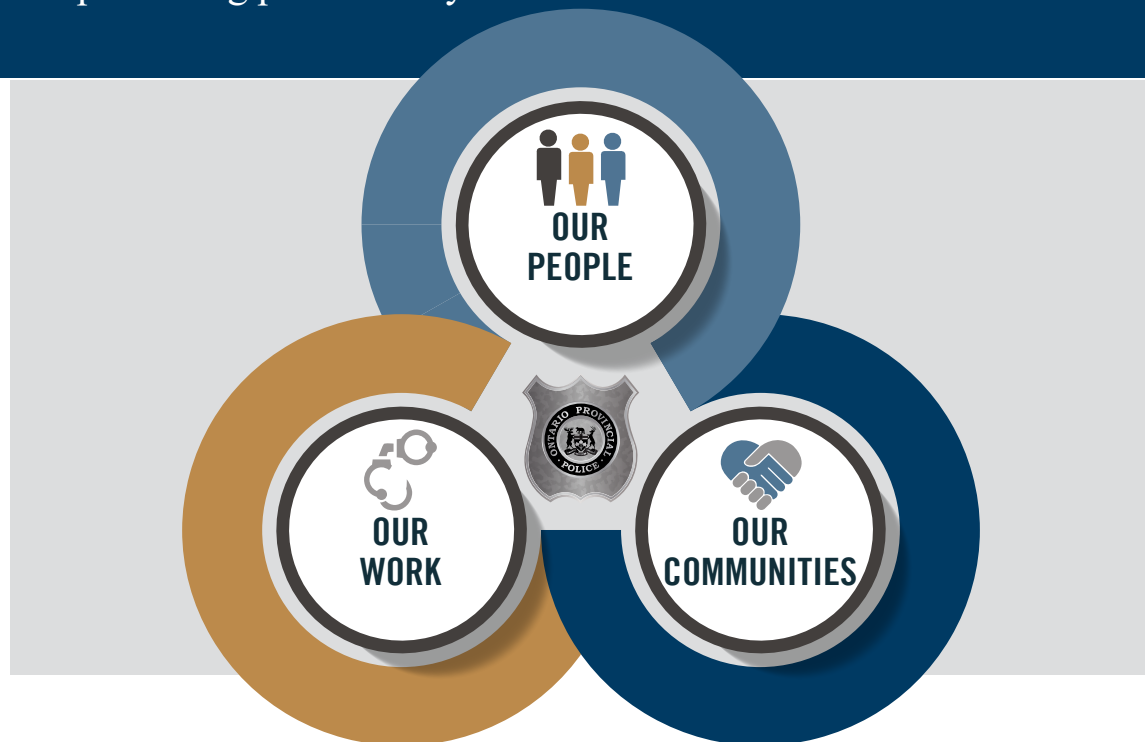 OUR
PEOPLE
ONTARIO PROVINCIAL
· POLICE ·
OUR
WORK
OUR
COMMUNITIES